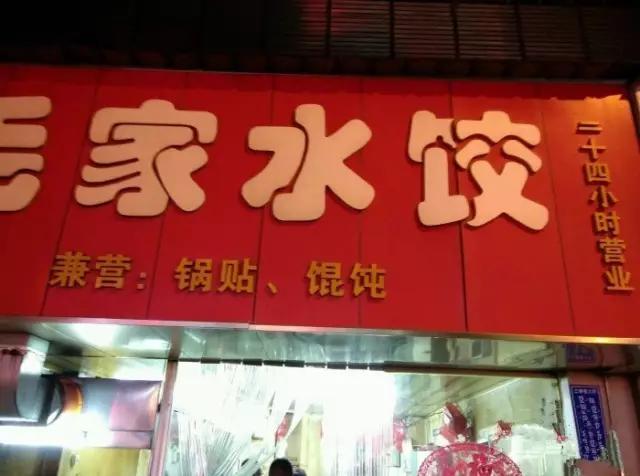 家水饺
二十四小时营业
兼营：锅贴、馄饨